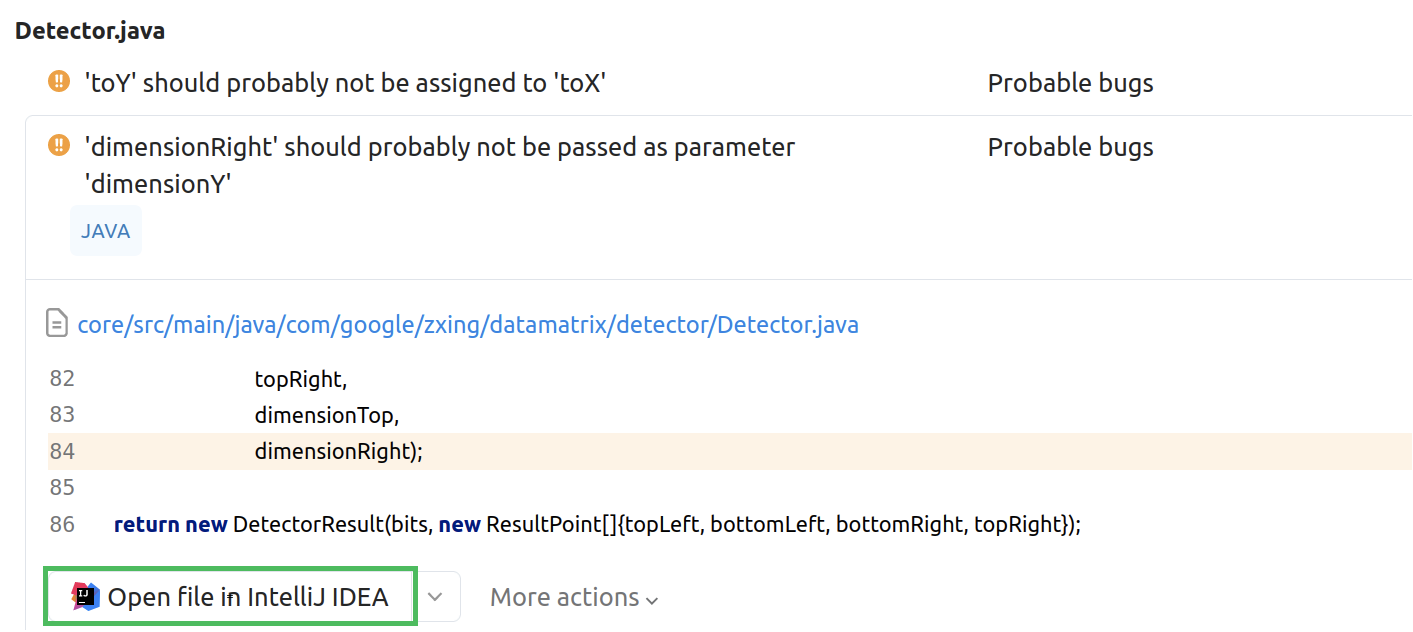 Detector.java
'toY' should probably not be assigned to 'toX' Probable bugs
'dimensionRight' should probably not be passed as parameter Probable bugs
'dimensionY'
JAVA
core/src/main/java/com/google/zxing/datamatrix/detector/Detector.java
82 topRight,
83 dimensionTop,
84 dimensionRight);
85
86 return new DetectorResult(bits, new ResultPoint[]{topLeft, bottomLeft, bottomRight, topRight});
IJ Open file in IntelliJ IDEA More actions